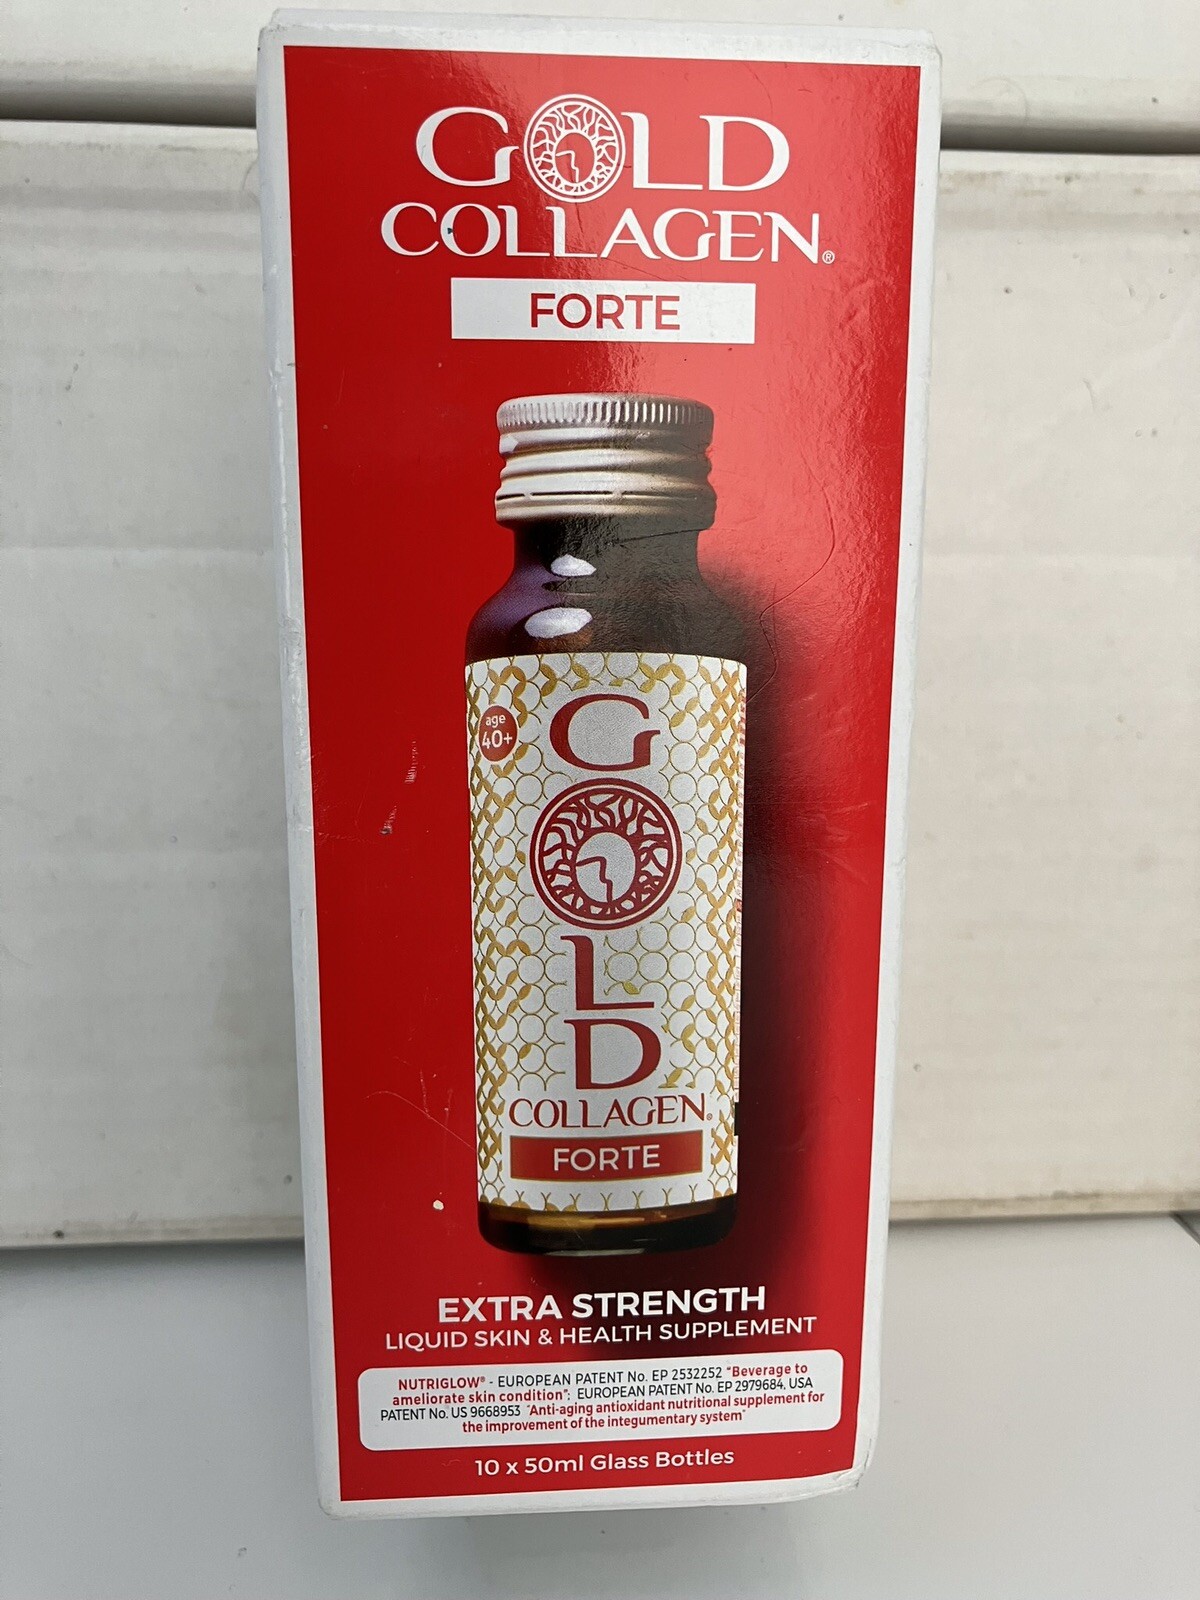 GOLD
COLLAGEN®
FORTE
age
40+
G
O
L
D
COLLAGEN®
FORTE
EXTRA STRENGTH
LIQUID SKIN & HEALTH SUPPLEMENT
NUTRIGLOW® - EUROPEAN PATENT No. EP 2532252 "Beverage to
ameliorate skin condition"; EUROPEAN PATENT No. EP 2979684, USA
PATENT No. US 9668953 "Anti-aging antioxidant nutritional supplement for
the improvement of the integumentary system"
10 x 50ml Glass Bottles